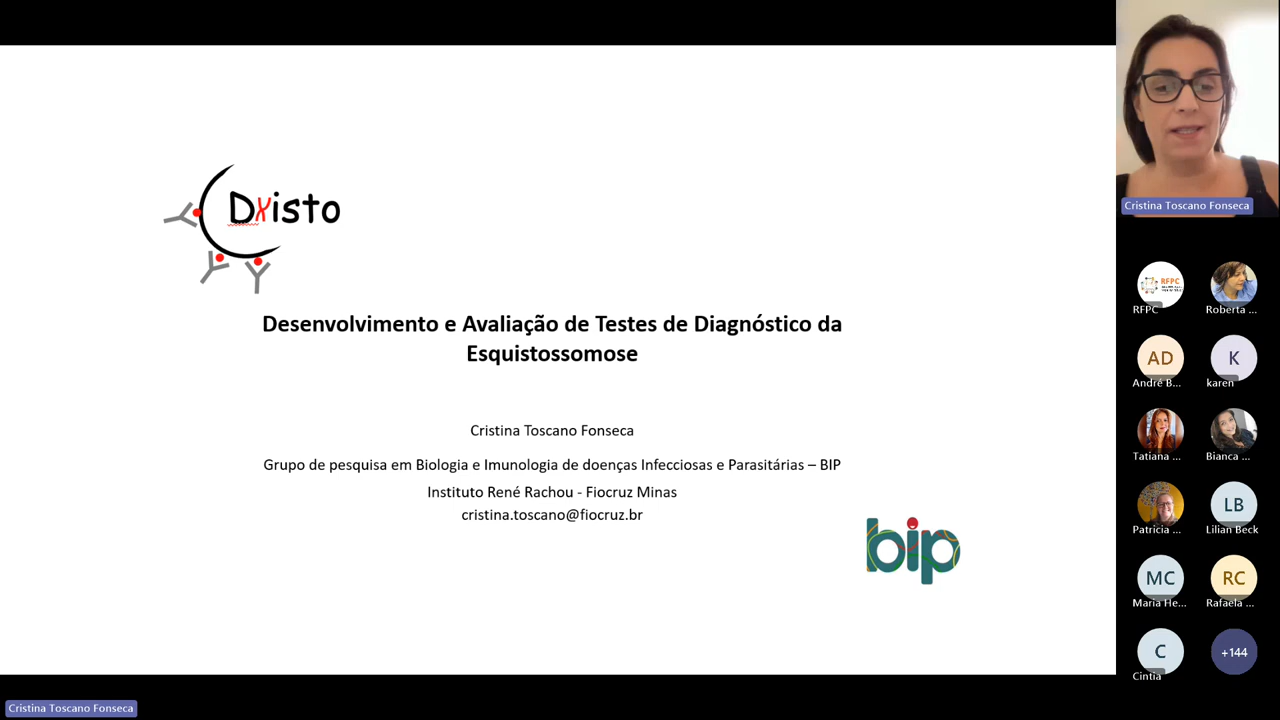 Dxisto
Desenvolvimento e Avaliação de Testes de Diagnóstico da
Esquistossomose
Cristina Toscano Fonseca
Grupo de pesquisa em Biologia e Imunologia de doenças Infecciosas e Parasitárias – BIP
Instituto René Rachou - Fiocruz Minas
cristina.toscano@fiocruz.br
bip
Cristina Toscano Fonseca
RFPC
RFPC
Roberta ...
AD
André B...
K
karen
Tatiana ...
Bianca ...
Patricia ...
LB
Lilian Beck
MC
Maria He...
RC
Rafaela ...
C
Cintia
+144
Cristina Toscano Fonseca